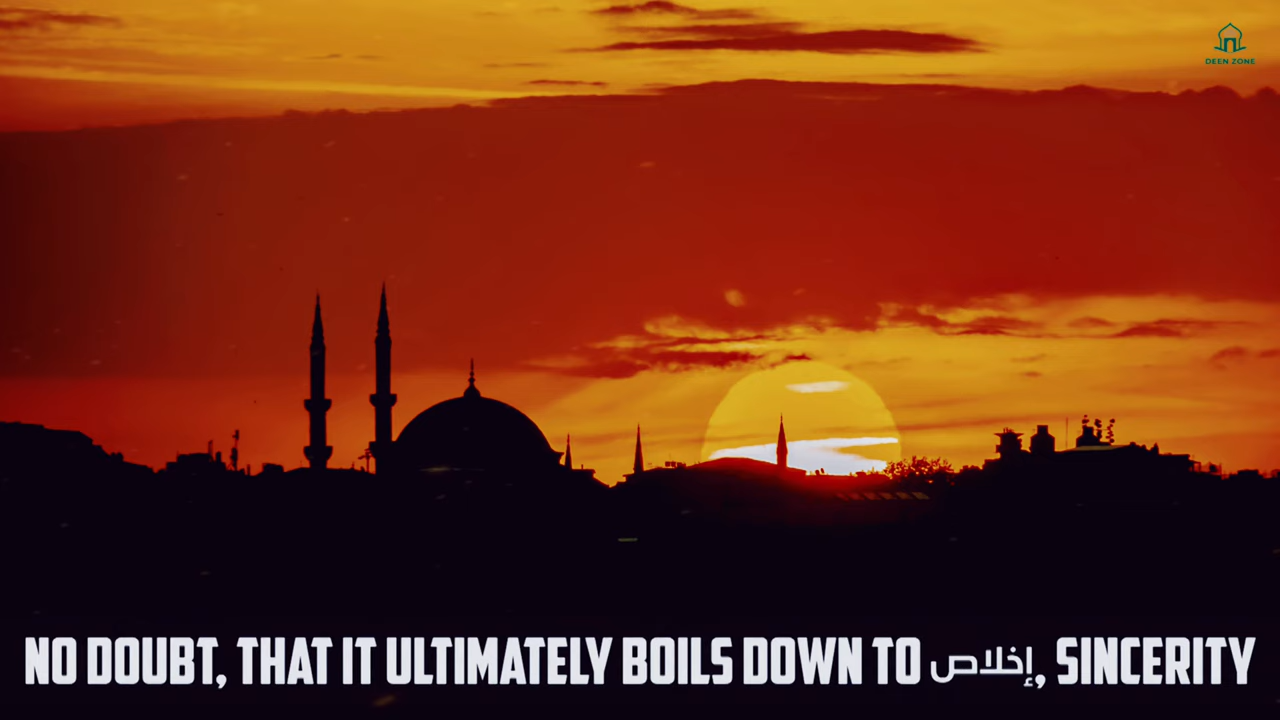 DEEN ZONE
NO DOUBT, THAT IT ULTIMATELY BOILS DOWN TO إخلاص, SINCERITY